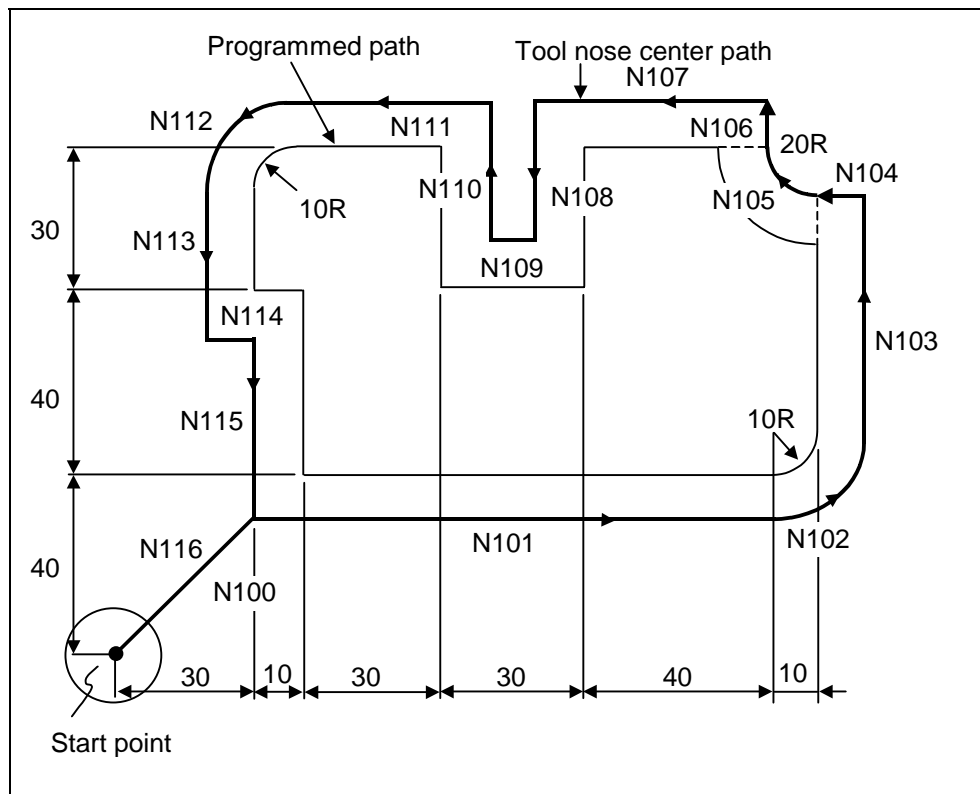 Programmed path
Tool nose center path
N107
N112
N111
N106
20R
N104
N110
N108
N105
10R
30
N113
N109
N114
N103
40
N115
10R
N116
N101
N102
40
N100
30
10
30
30
40
10
Start point